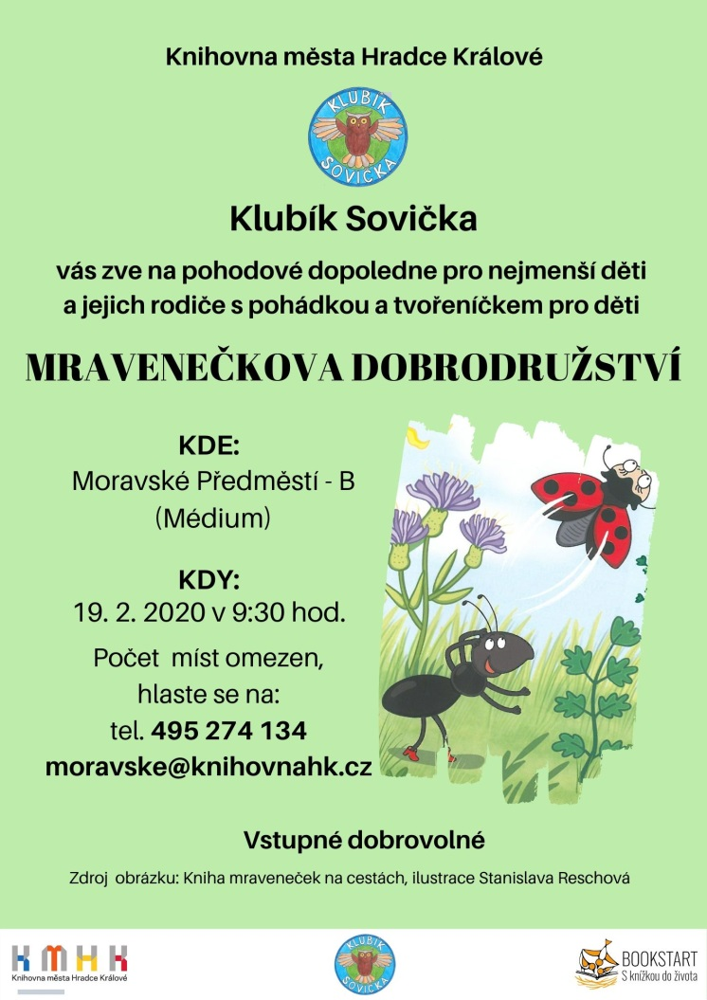 Knihovna města Hradce Králové
KLUBÍK
SOVIČKA
Klubík Sovička
vás zve na pohodové dopoledne pro nejmenší děti
a jejich rodiče s pohádkou a tvořeníčkem pro děti
MRAVENEČKOVA DOBRODRUŽSTVÍ
KDE:
Moravské Předměstí - B
(Médium)
KDY:
19. 2. 2020 v 9:30 hod.
Počet míst omezen,
hlaste se na:
tel. 495 274 134
moravske@knihovnahk.cz
Vstupné dobrovolné
Zdroj obrázku: Kniha mraveneček na cestách, ilustrace Stanislava Reschová
KMHK
Knihovna města Hradce Králové
KLUBÍK
SOVIČKA
BOOKSTART
S knížkou do života